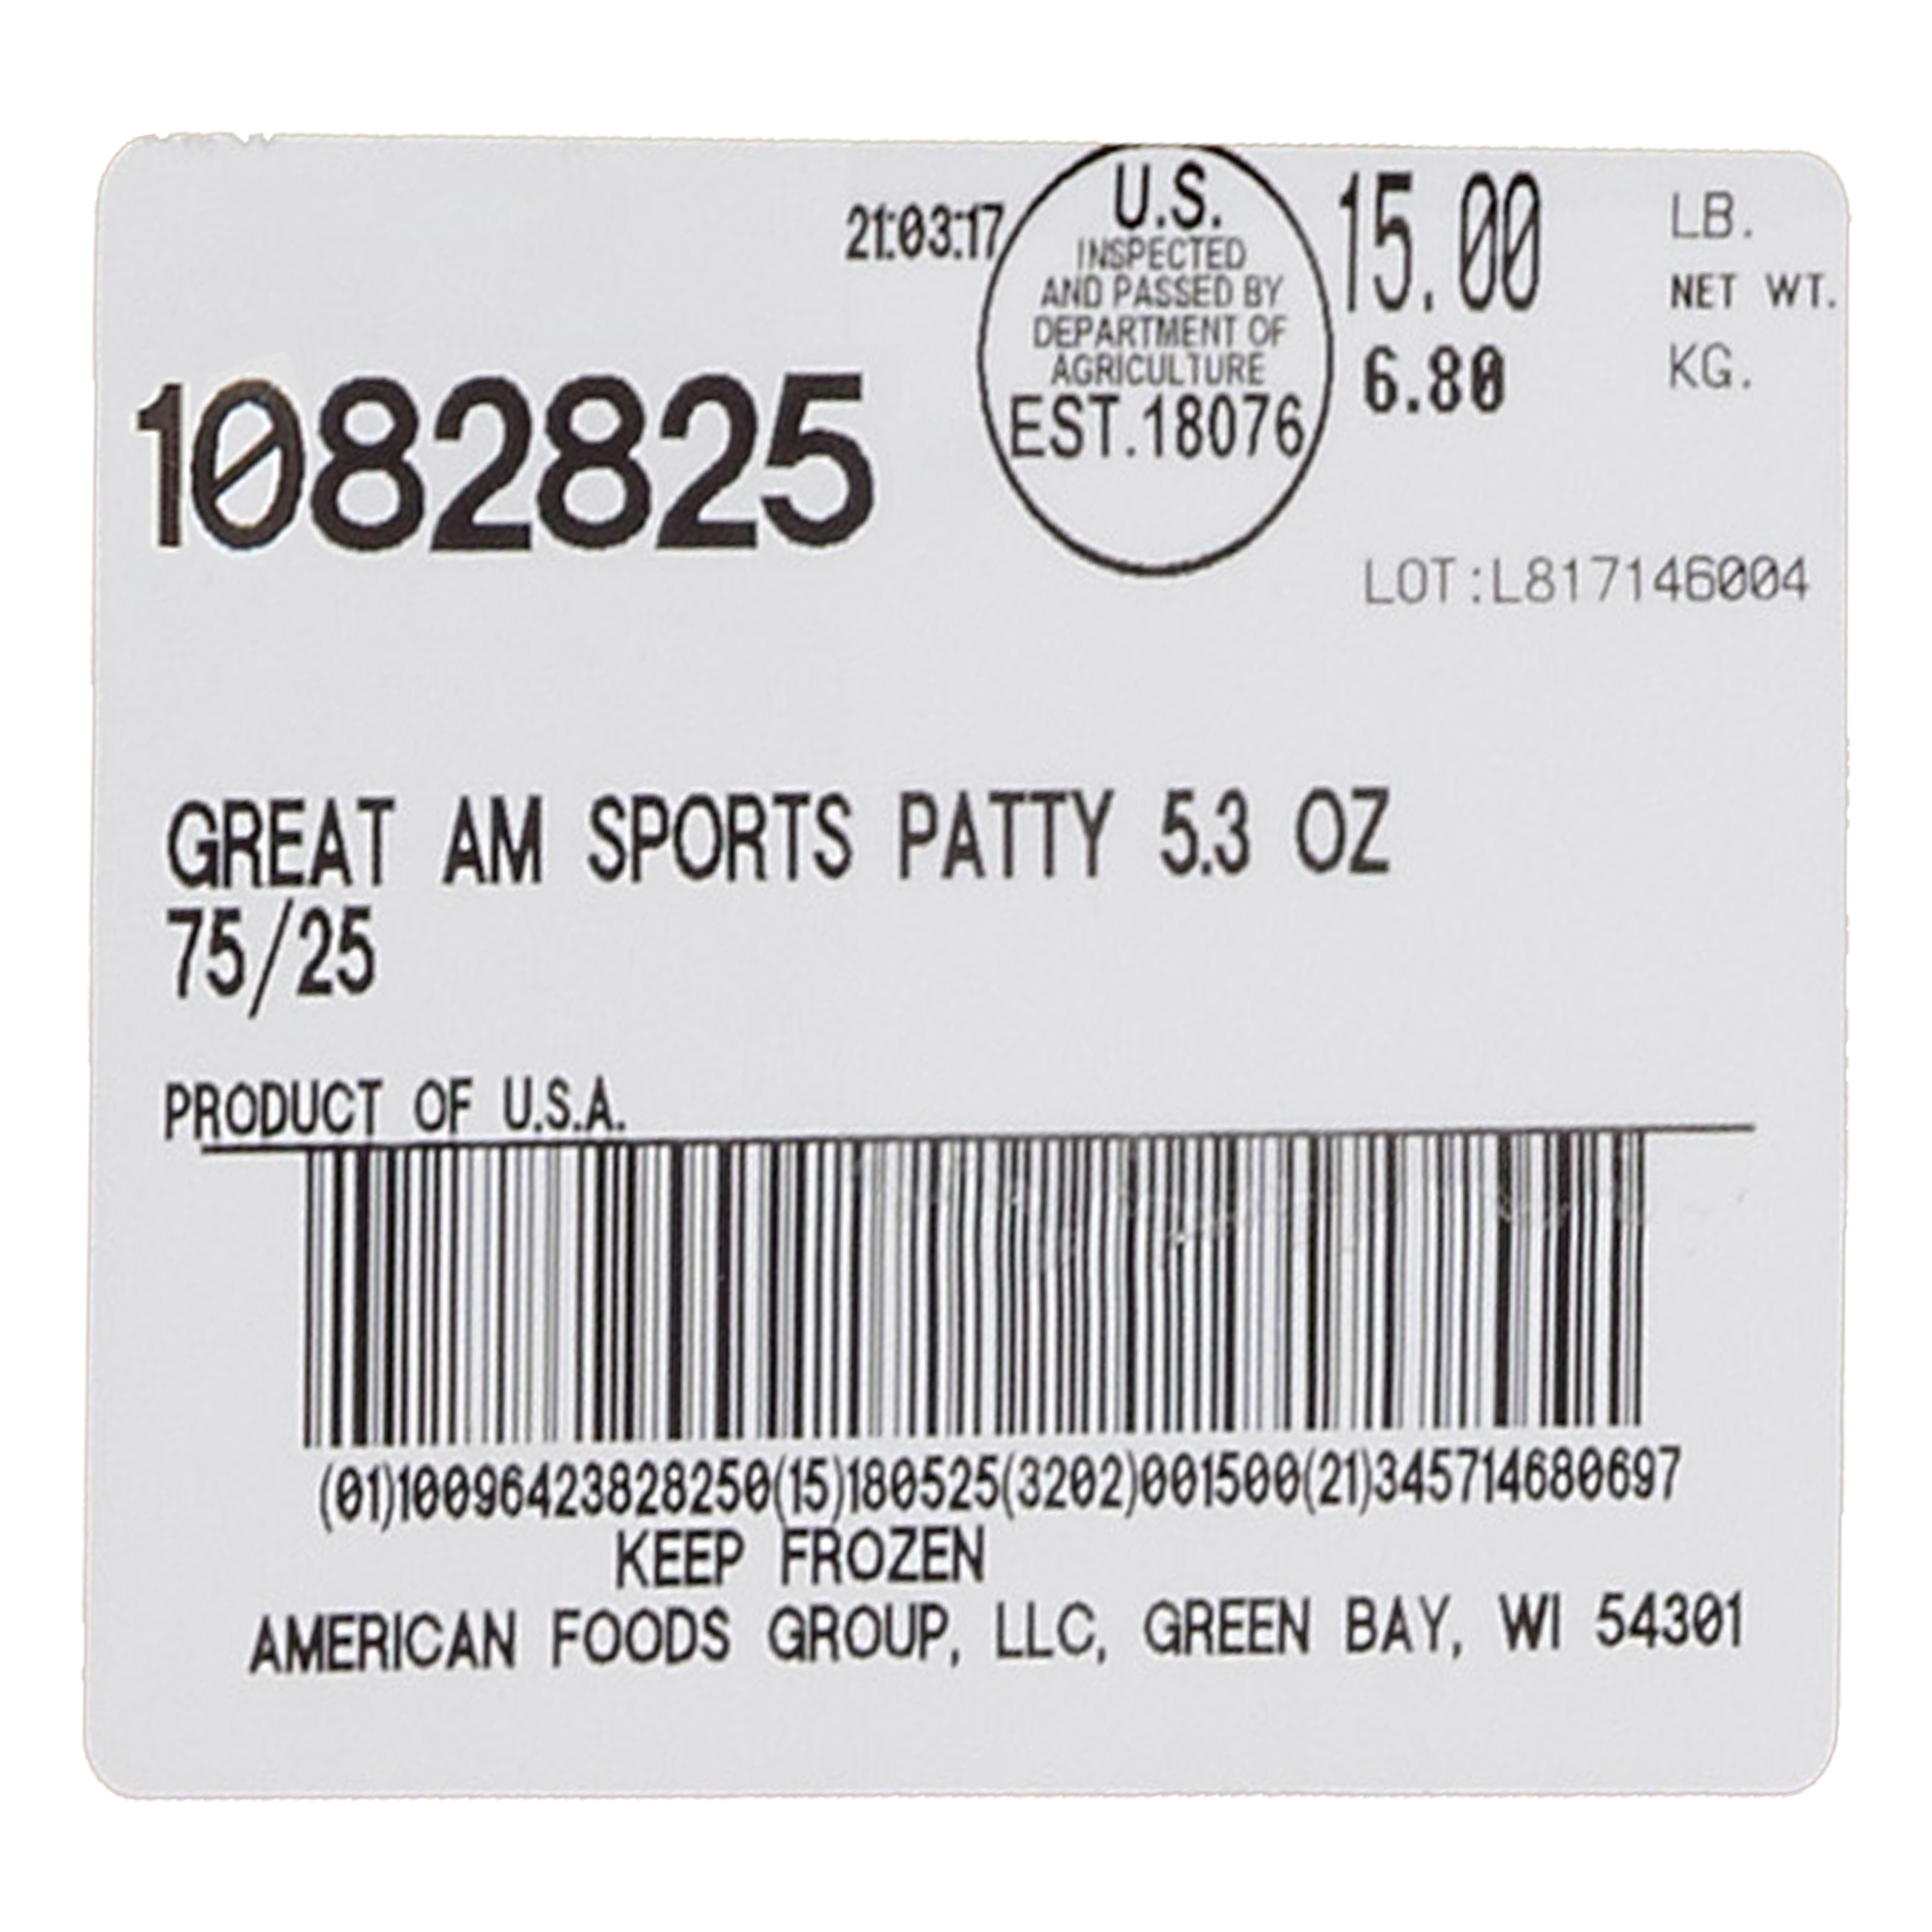 21:03:17
U.S.
INSPECTED
AND PASSED BY
DEPARTMENT OF
AGRICULTURE
EST.18076
15.00 LB.
NET WT.
6.80 KG.
1082825
LOT:L817146004
GREAT AM SPORTS PATTY 5.3 OZ
75/25
PRODUCT OF U.S.A.
(01)10096423828250(15)180525(3202)001500(21)345714680697
KEEP FROZEN
AMERICAN FOODS GROUP, LLC, GREEN BAY, WI 54301